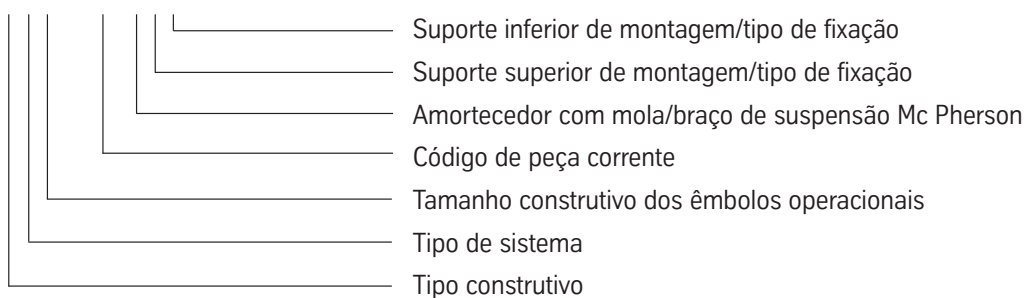 Suporte inferior de montagem/tipo de fixação
Suporte superior de montagem/tipo de fixação
Amortecedor com mola/braço de suspensão Mc Pherson
Código de peça corrente
Tamanho construtivo dos êmbolos operacionais
Tipo de sistema
Tipo construtivo